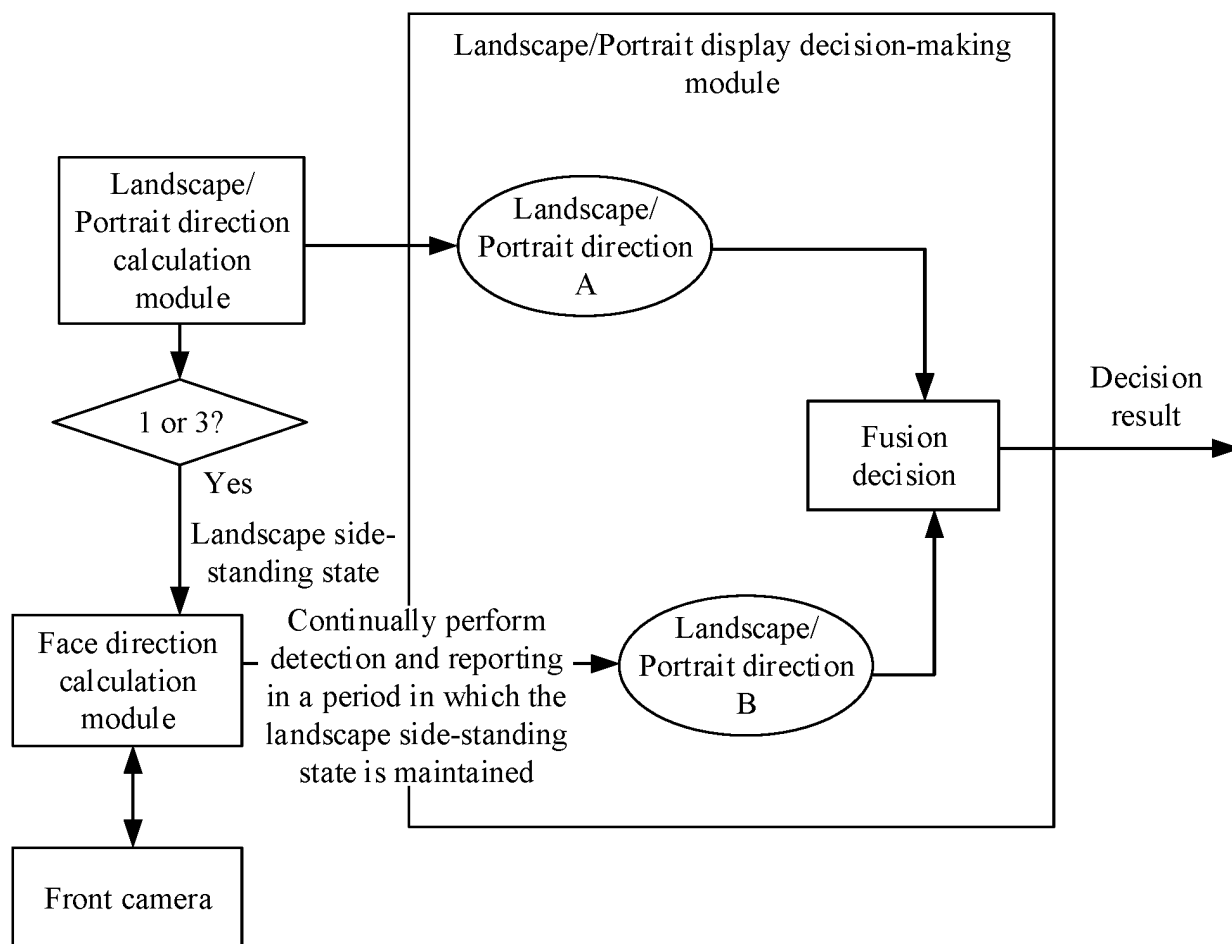 Landscape/Portrait display decision-making
module
Landscape/
Portrait direction
calculation
module
Landscape/
Portrait direction
A
1 or 3?
Yes
Landscape side-
standing state
Fusion
decision
Decision
result
Face direction
calculation
module
Continually perform
detection and reporting
in a period in which the
landscape side-standing
state is maintained
Landscape/
Portrait direction
B
Front camera